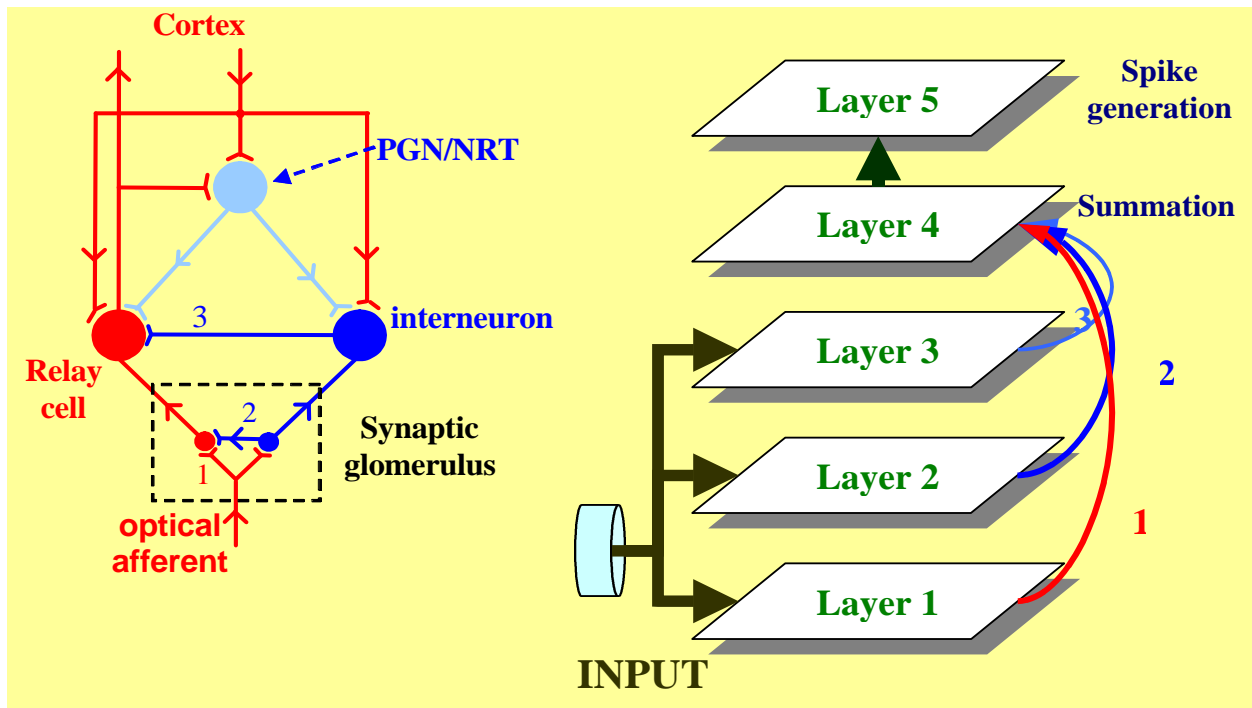 Cortex
PGN/NRT
3
interneuron
Relay
cell
2
Synaptic
glomerulus
1
optical
afferent
Layer 5
Spike
generation
Layer 4
Summation
Layer 3
3
2
Layer 2
1
Layer 1
INPUT